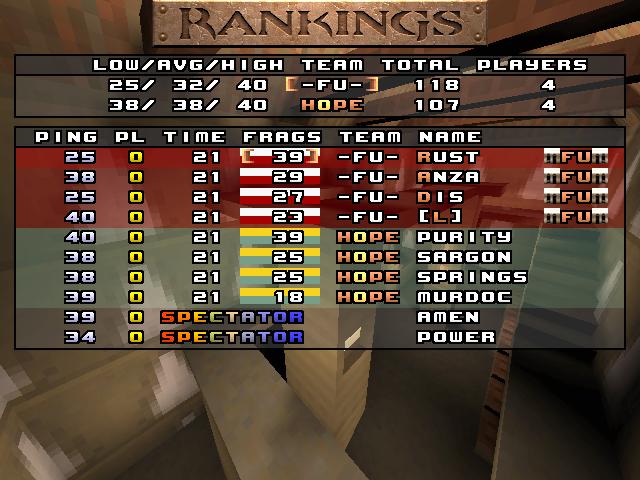 RANKINGS
LOW/AVG/HIGH TEAM TOTAL PLAYERS
25/ 32/ 40 [-FU-] 118 4
38/ 38/ 40 HOPE 107 4
PING PL TIME FRAGS TEAM NAME
25 0 21 [39] -FU- RUST FU
38 0 21 29 -FU- ANZA FU
25 0 21 27 -FU- DIS FU
40 0 21 23 -FU- [L] FU
40 0 21 39 HOPE PURITY
38 0 21 25 HOPE SARGON
38 0 21 25 HOPE SPRINGS
39 0 21 18 HOPE MURDOC
39 0 SPECTATOR AMEN
34 0 SPECTATOR POWER